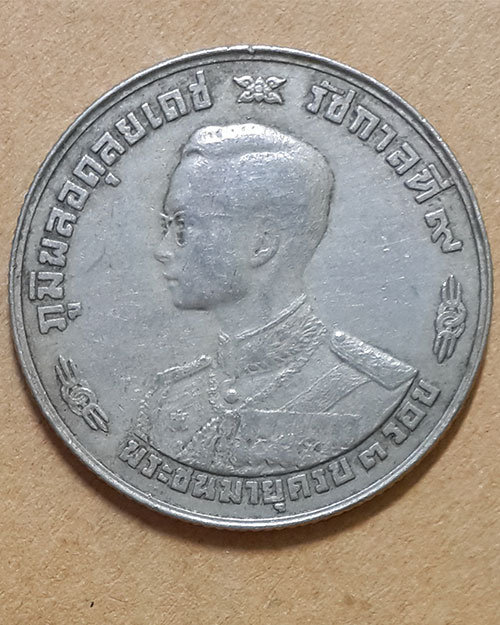 ภูมิพลอดุลยเดช รัชกาลที่ ๙
พระชนมายุครบ ๓ รอบ